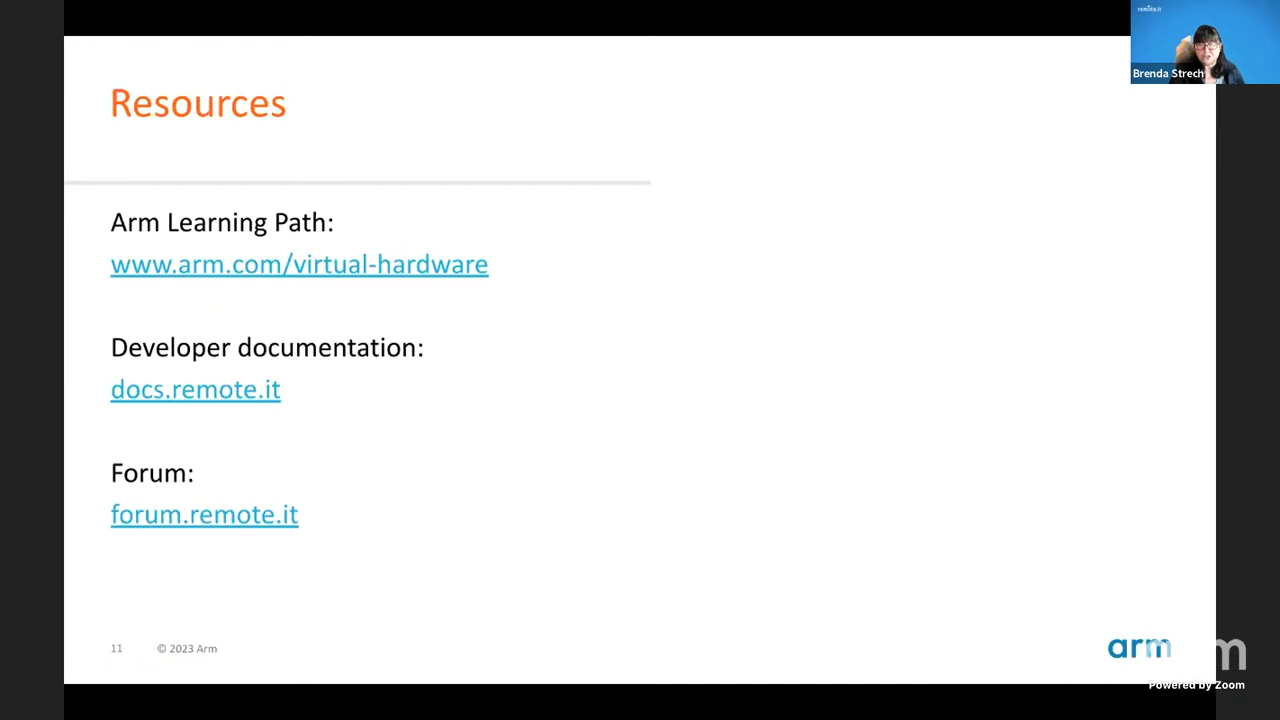 remote.it
Brenda Strech
Resources
Arm Learning Path:
www.arm.com/virtual-hardware
Developer documentation:
docs.remote.it
Forum:
forum.remote.it
11 © 2023 Arm
arm
Powered by Zoom